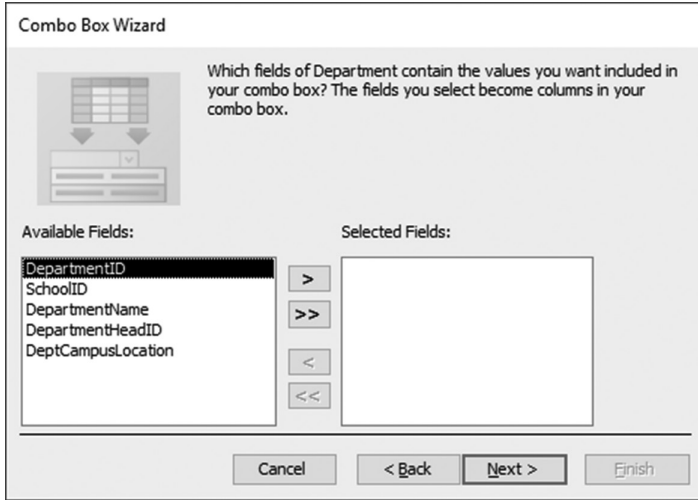 Combo Box Wizard
Which fields of Department contain the values you want included in
your combo box? The fields you select become columns in your
combo box.
Available Fields:
Selected Fields:
DepartmentID
SchoolID
DepartmentName
DepartmentHeadID
DeptCampusLocation
>
>>
<
<<
Cancel
< Back
Next >
Finish